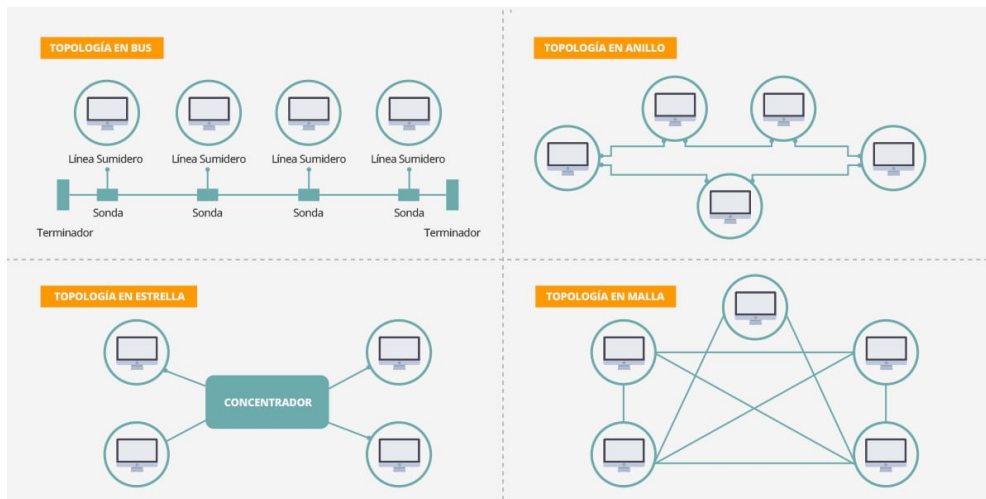 TOPOLOGÍA EN BUS
Línea Sumidero Línea Sumidero Línea Sumidero Línea Sumidero
Sonda Sonda Sonda Sonda
Terminador Terminador
TOPOLOGÍA EN ANILLO
TOPOLOGÍA EN ESTRELLA
CONCENTRADOR
TOPOLOGÍA EN MALLA